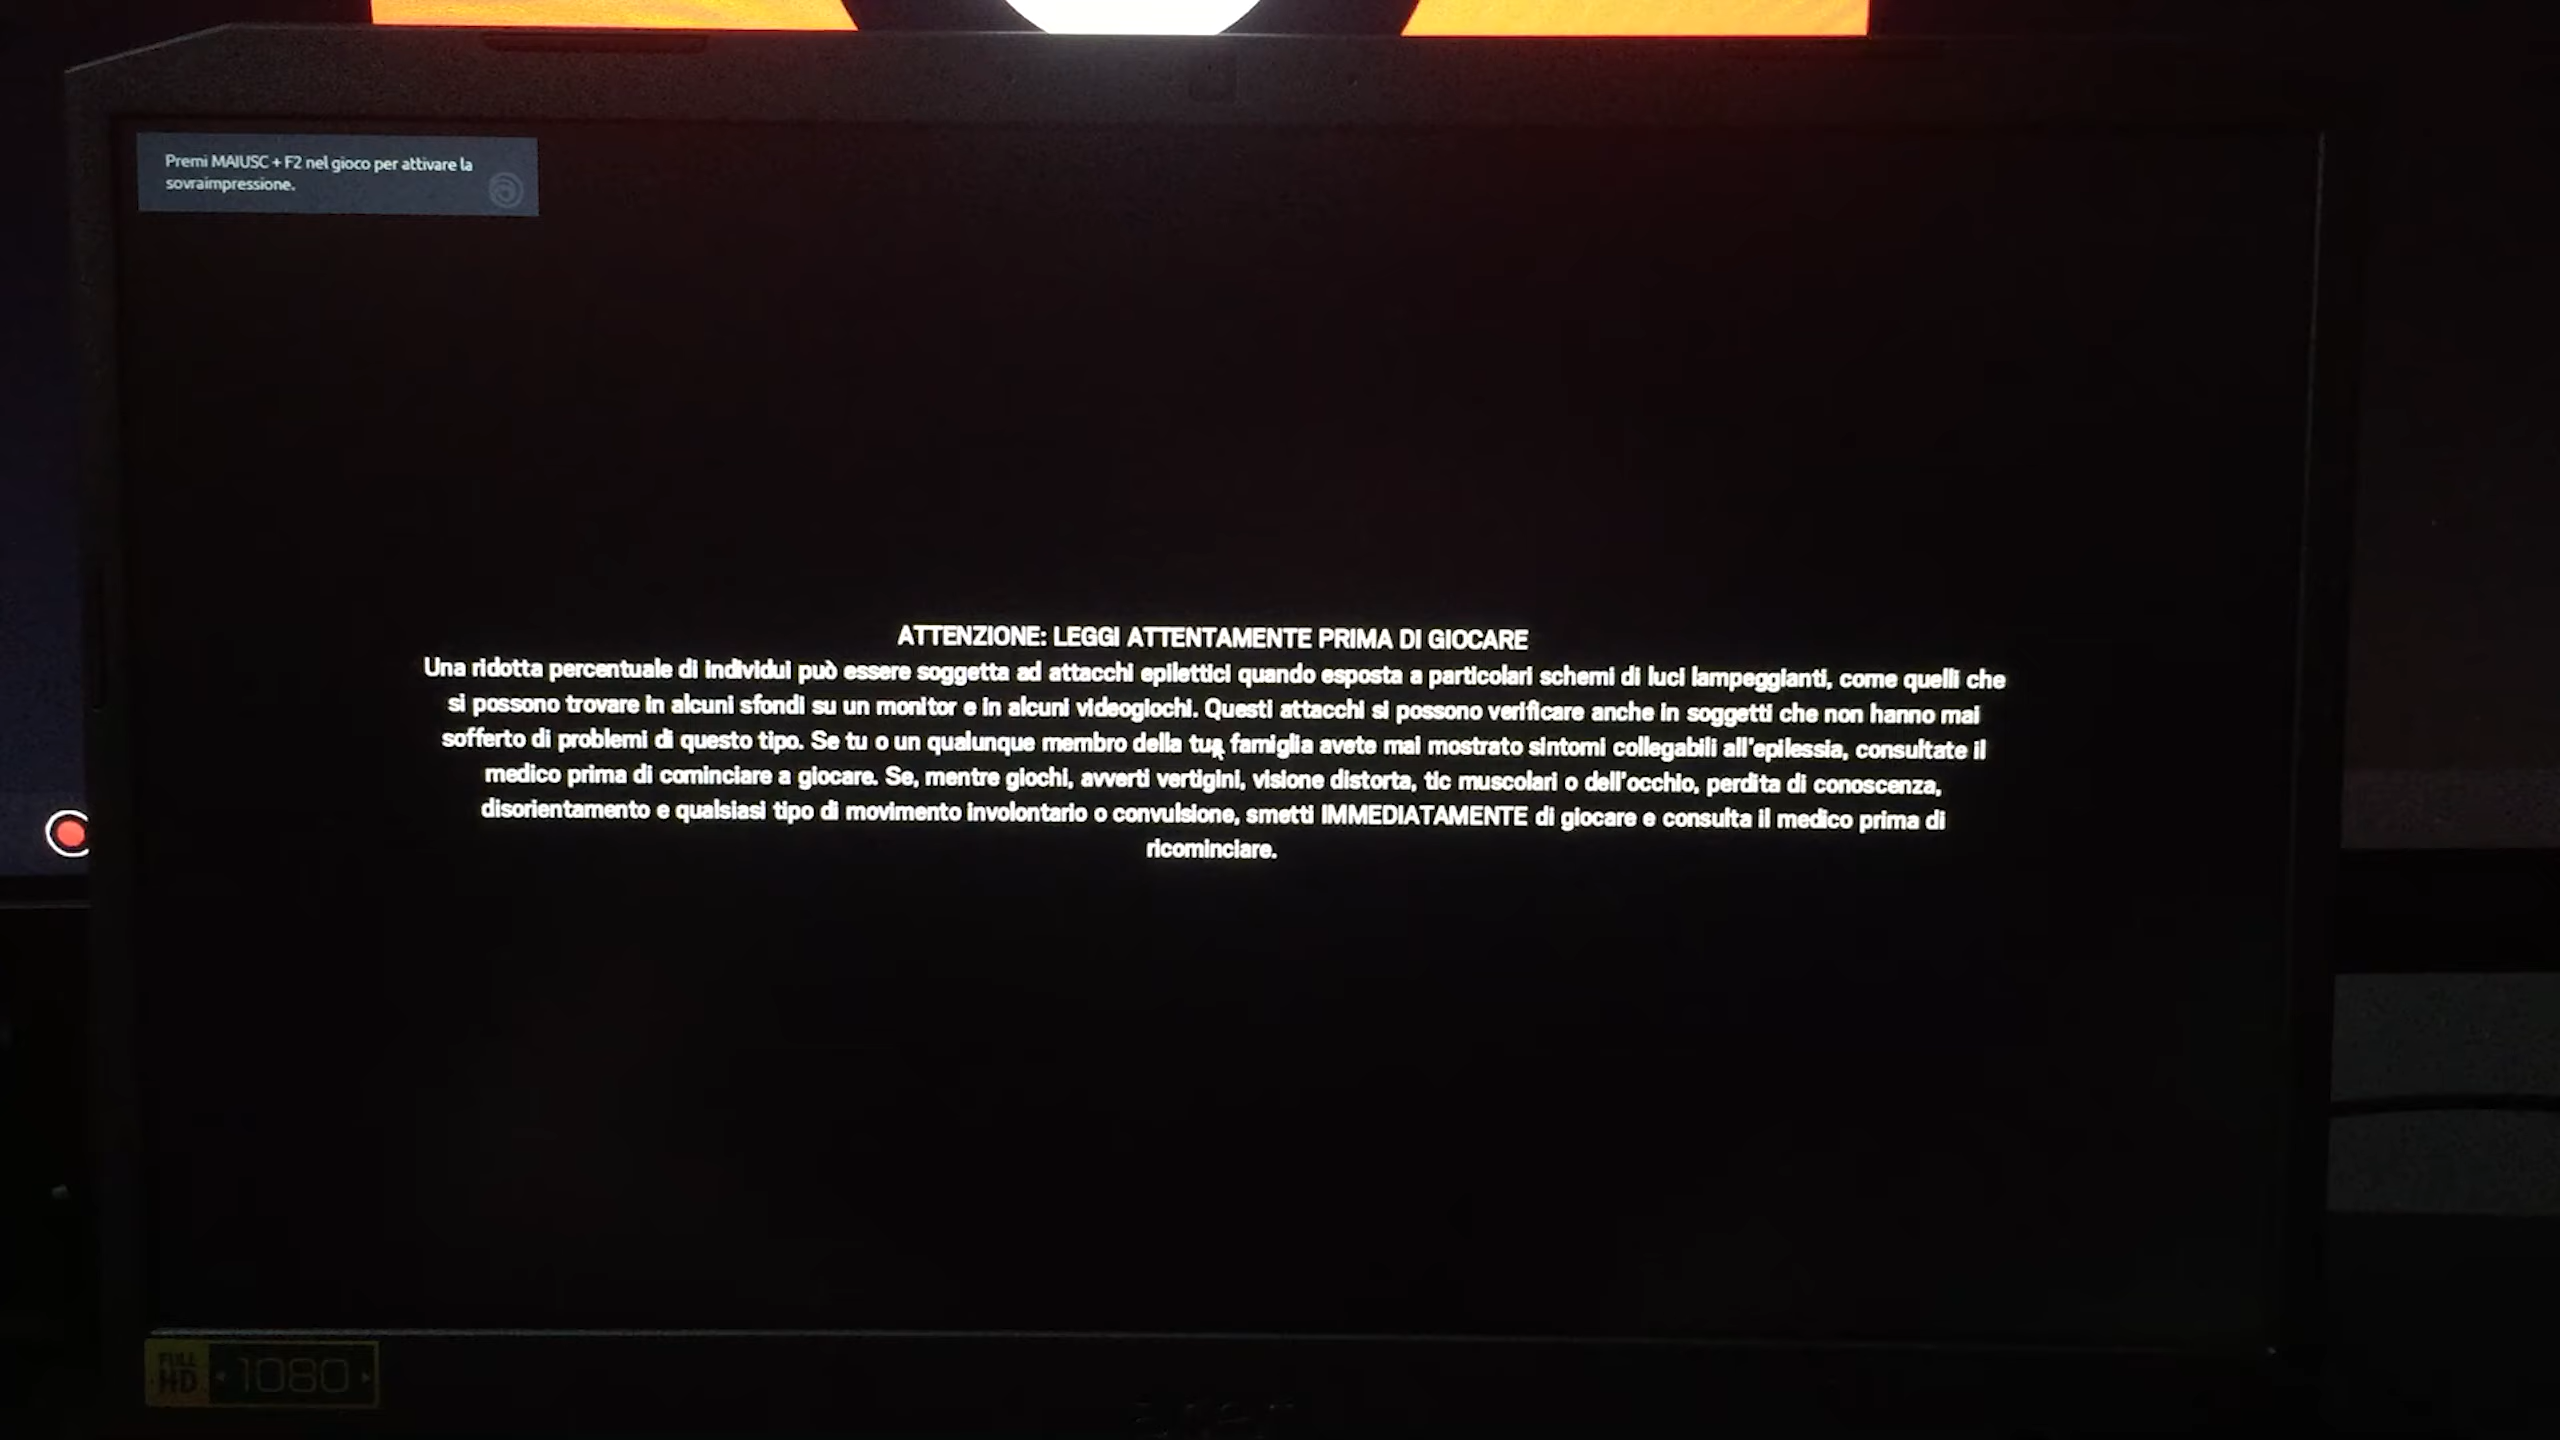 Premi MAIUSC + F2 nel gioco per attivare la
sovraimpressione.
ATTENZIONE: LEGGI ATTENTAMENTE PRIMA DI GIOCARE
Una ridotta percentuale di individui può essere soggetta ad attacchi epilettici quando esposta a particolari schemi di luci lampeggianti, come quelli che
si possono trovare in alcuni sfondi su un monitor e in alcuni videogiochi. Questi attacchi si possono verificare anche in soggetti che non hanno mai
sofferto di problemi di questo tipo. Se tu o un qualunque membro della tua famiglia avete mai mostrato sintomi collegabili all'epilessia, consultate il
medico prima di cominciare a giocare. Se, mentre giochi, avverti vertigini, visione distorta, tic muscolari o dell'occhio, perdita di conoscenza,
disorientamento e qualsiasi tipo di movimento involontario o convulsione, smetti IMMEDIATAMENTE di giocare e consulta il medico prima di
ricominciare.
FULL
HD 1080